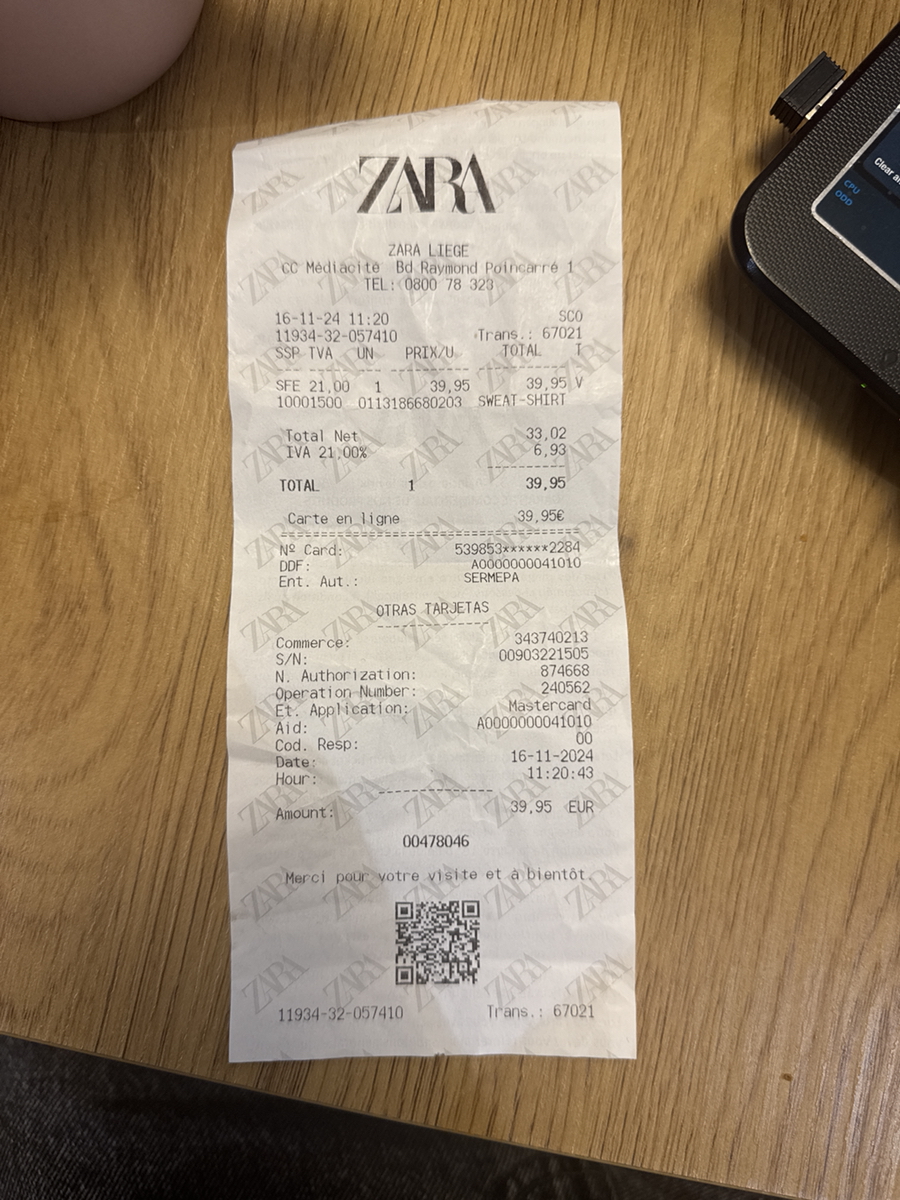 ZARA
ZARA LIEGE
CC Médiacité Bd Raymond Poincarré 1
TEL: 0800 78 323
16-11-24 11:20 SCO
11934-32-057410 Trans.: 67021
SSP TVA UN PRIX/U TOTAL T
SFE 21,00 1 39,95 39,95 V
10001500 0113186680203 SWEAT-SHIRT
Total Net 33,02
IVA 21,00% 6,93
TOTAL 1 39,95
Carte en ligne 39,95€
Nº Card: 539853******2284
DDF: A0000000041010
Ent. Aut.: SERMEPA
OTRAS TARJETAS
Commerce: 343740213
S/N: 00903221505
N. Authorization: 874668
Operation Number: 240562
Et. Application: Mastercard
Aid: A0000000041010
Cod. Resp: 00
Date: 16-11-2024
Hour: 11:20:43
Amount: 39,95 EUR
00478046
Merci pour votre visite et à bientôt.
11934-32-057410 Trans.: 67021
Clear
CPU